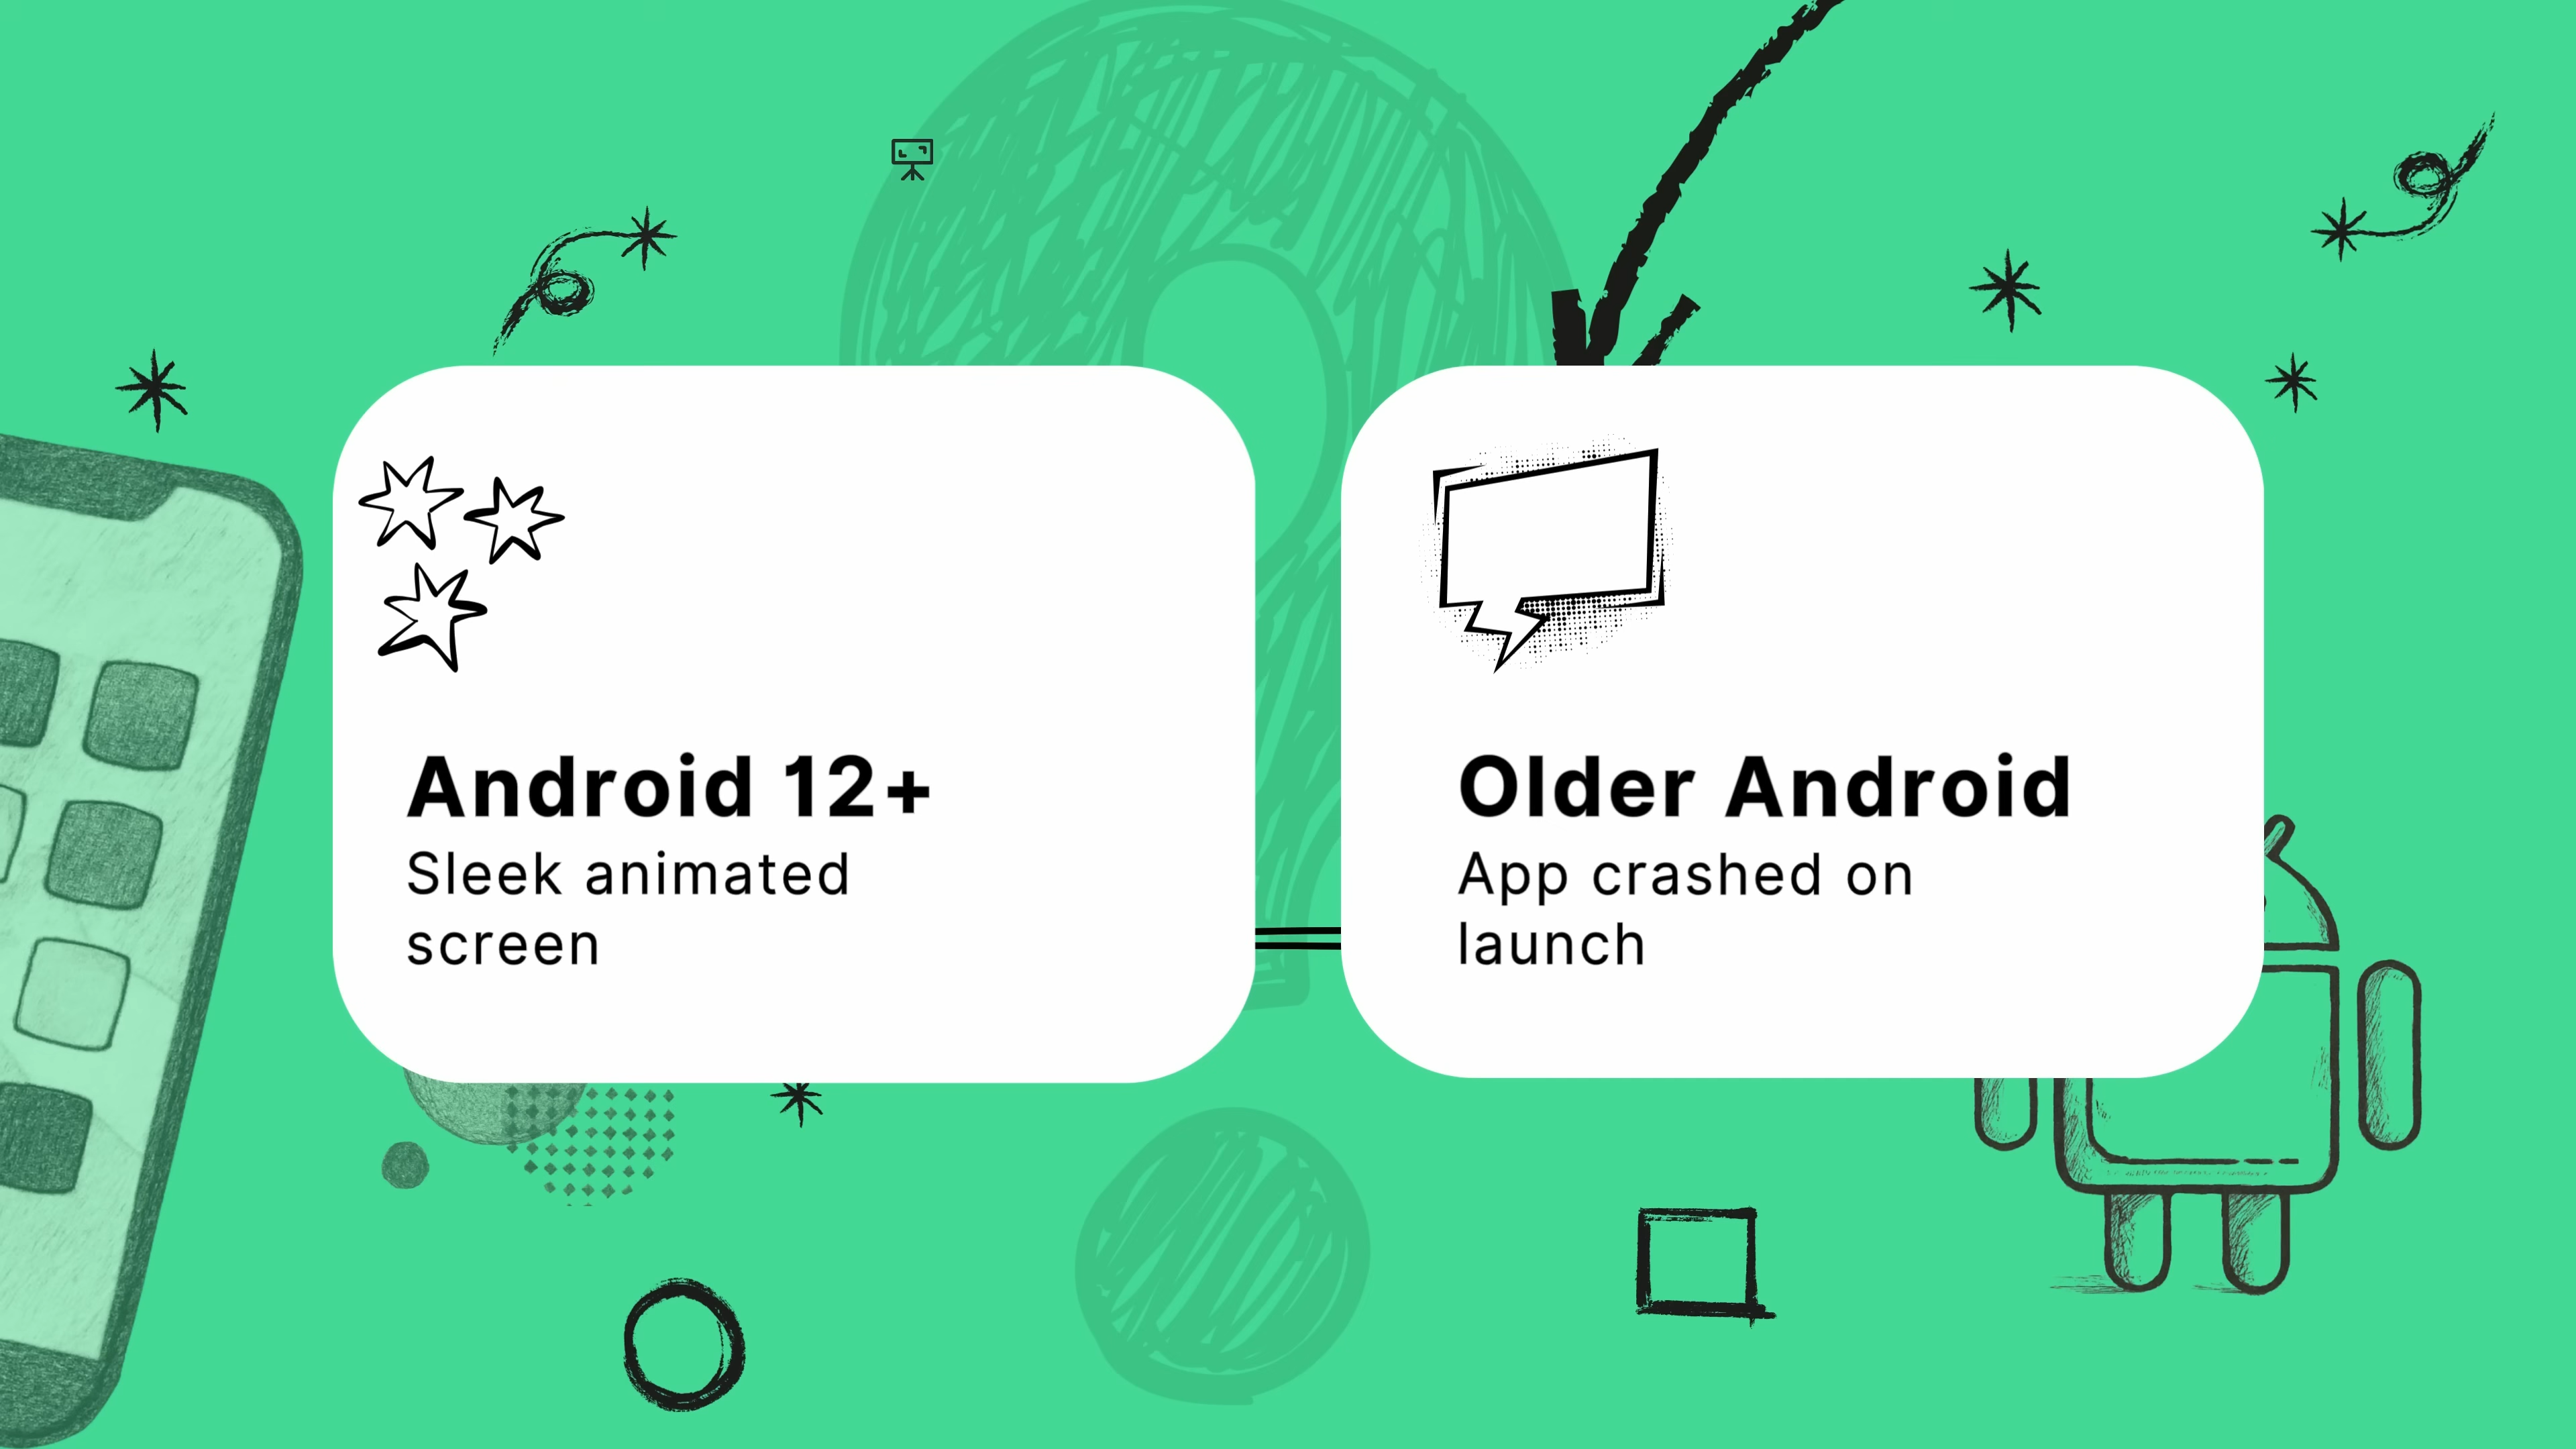 Android 12+
Sleek animated
screen
Older Android
App crashed on
launch